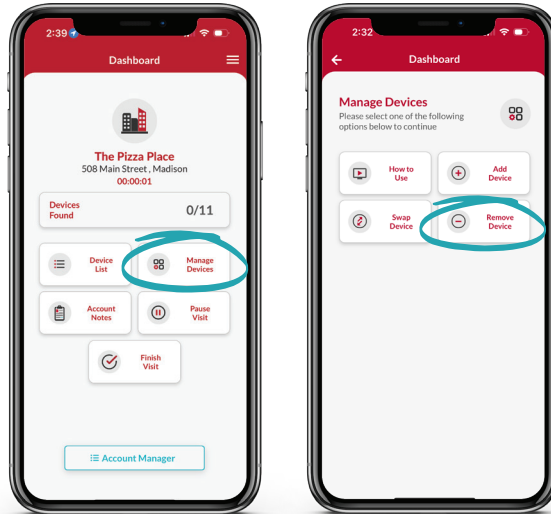 2:39
Dashboard
The Pizza Place
508 Main Street , Madison
00:00:01
Devices
Found
0/11
Device
List
Manage
Devices
Account
Notes
Pause
Visit
Finish
Visit
Account Manager
2:32
Dashboard
Manage Devices
Please select one of the following
options below to continue
How to
Use
Add
Device
Swap
Device
Remove
Device